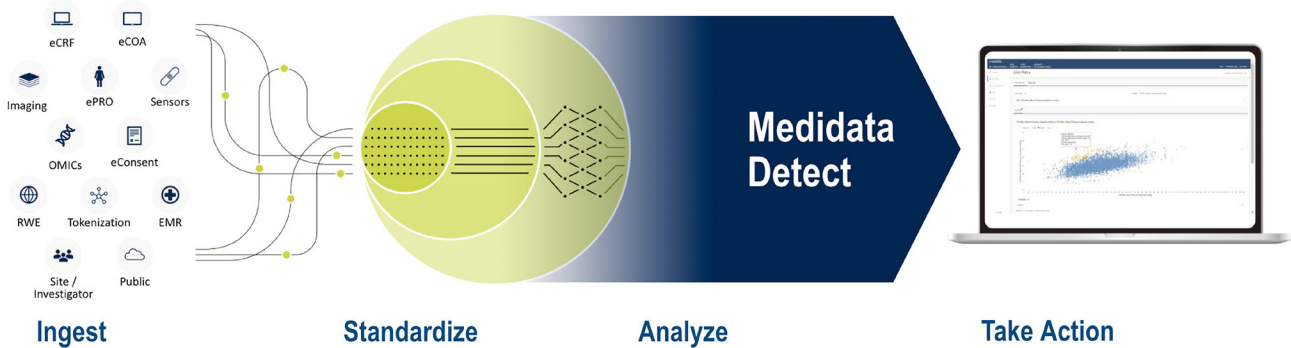 eCRF
eCOA
Imaging
ePRO
Sensors
OMICs
eConsent
RWE
Tokenization
EMR
Site /
Investigator
Public
Medidata
Detect
Ingest
Standardize
Analyze
Take Action